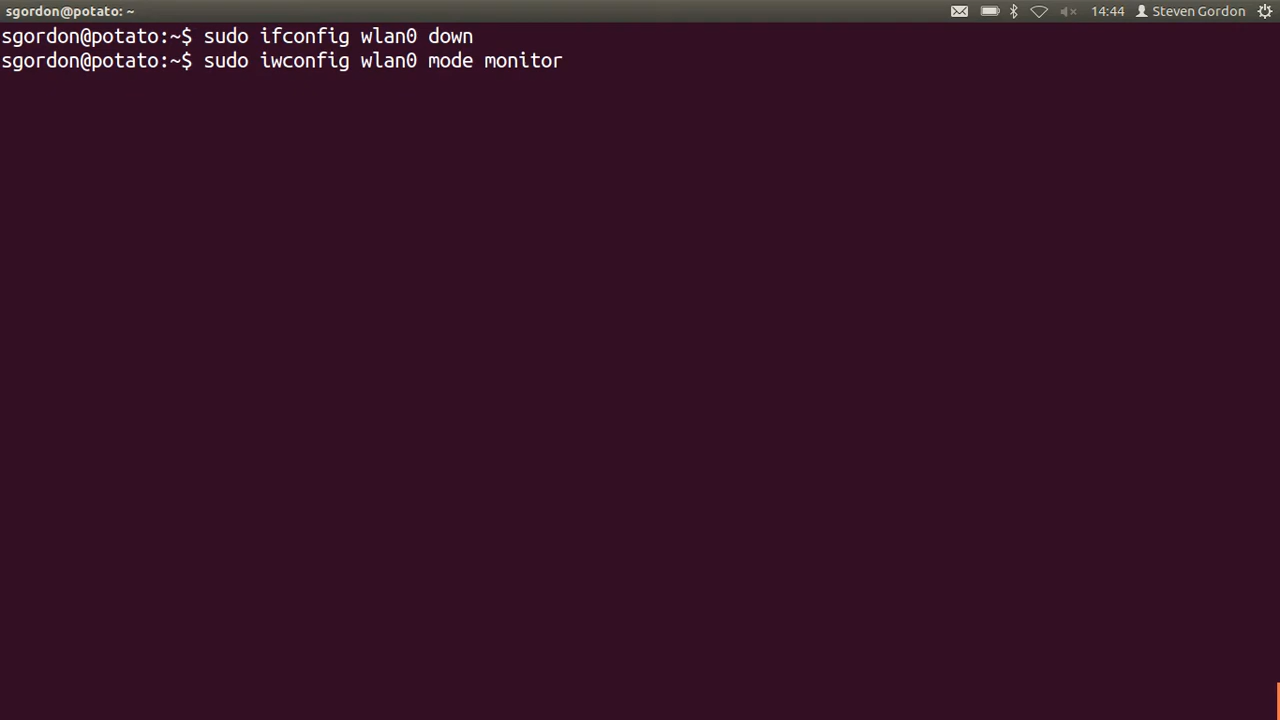 sgordon@potato: ~ 14:44 Steven Gordon
sgordon@potato:~$ sudo ifconfig wlan0 down
sgordon@potato:~$ sudo iwconfig wlan0 mode monitor